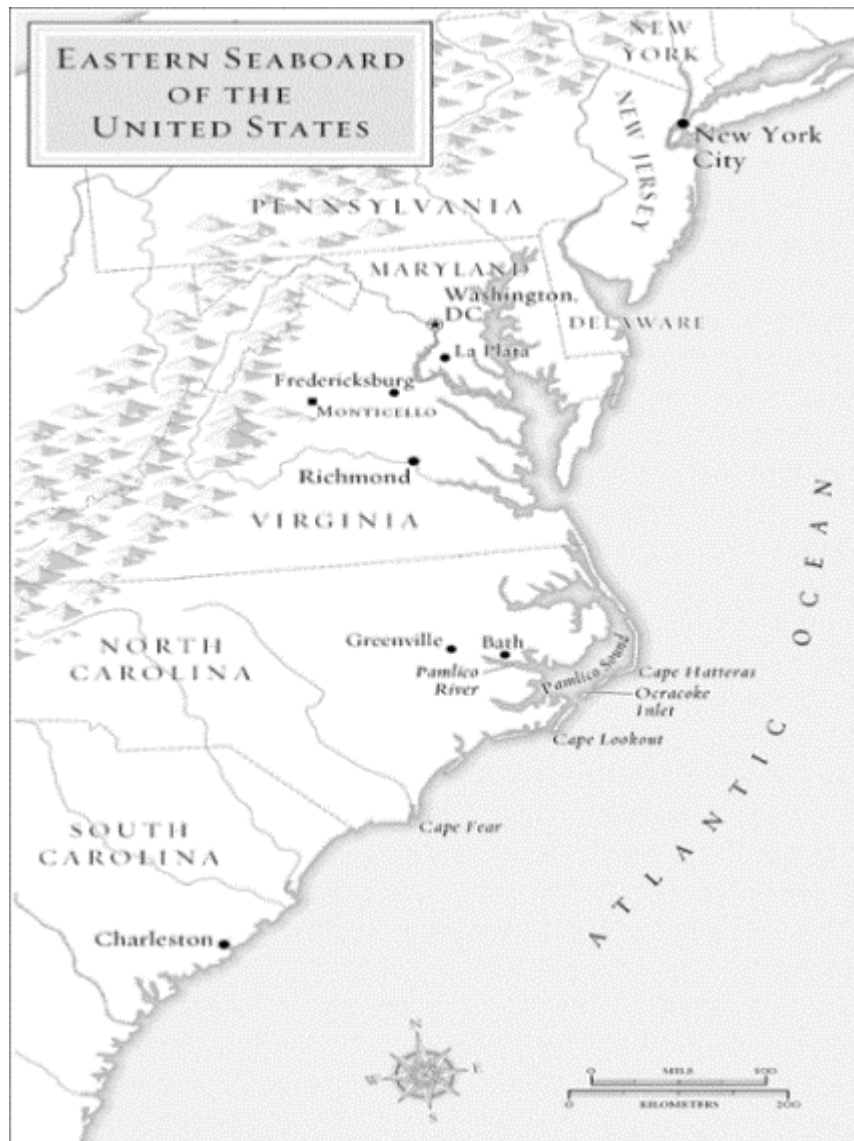 EASTERN SEABOARD
OF THE
UNITED STATES
NEW
YORK
NEW JERSEY
New York
City
PENNSYLVANIA
MARYLAND
Washington,
DC
DELAWARE
La Plata
Fredericksburg
MONTICELLO
Richmond
VIRGINIA
ATLANTIC OCEAN
NORTH
CAROLINA
Greenville
Bath
Pamlico
River
Pamlico Sound
Cape Hatteras
Ocracoke
Inlet
Cape Lookout
Cape Fear
SOUTH
CAROLINA
Charleston
N
W
S
0 MILES 100
KILOMETERS
0 200